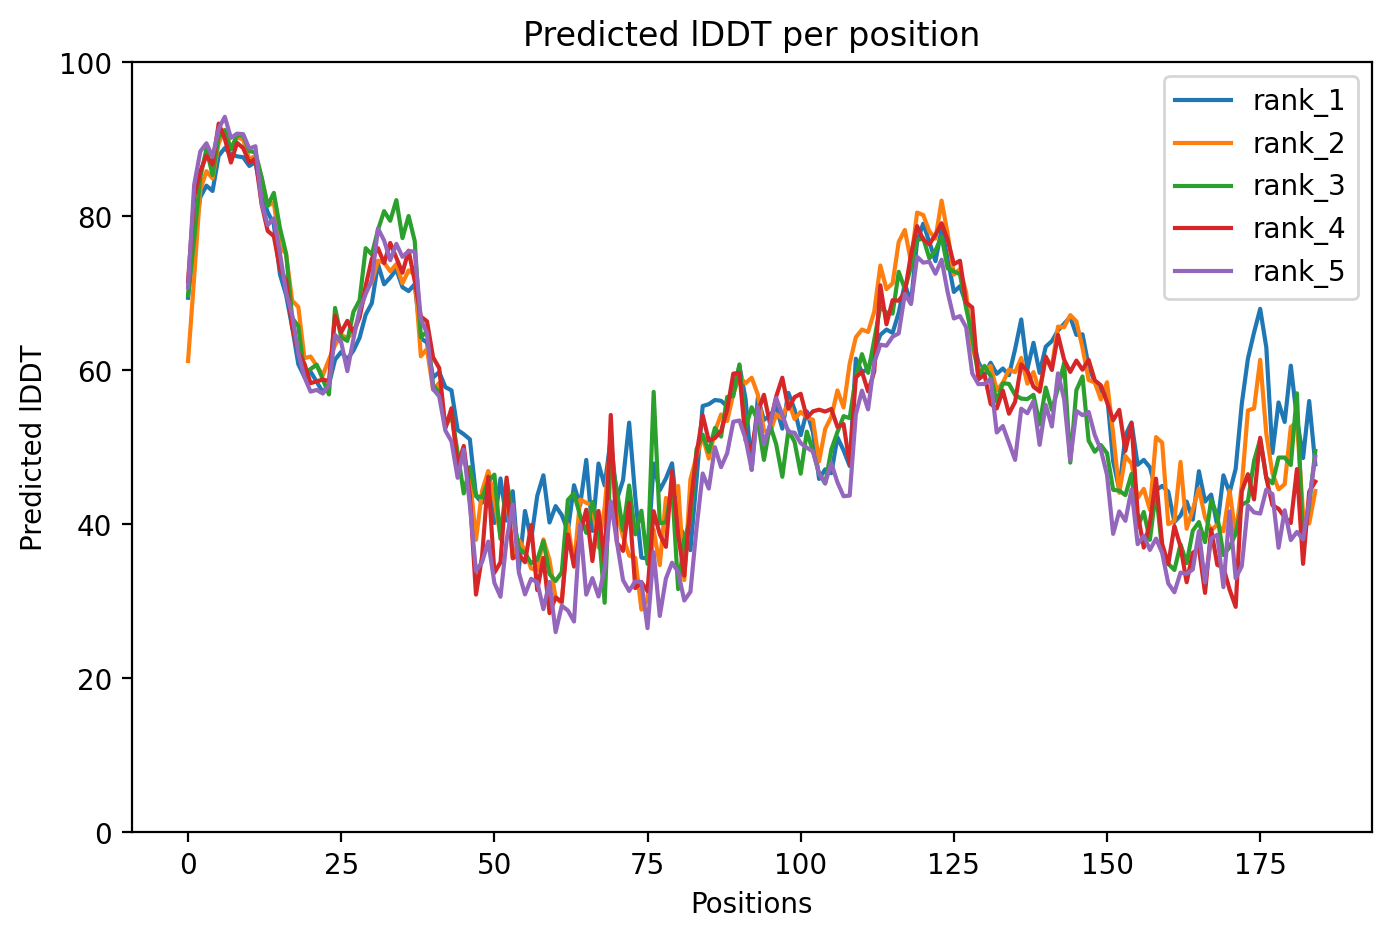 Predicted lDDT per position
Predicted lDDT
100
80
60
40
20
0
rank_1
rank_2
rank_3
rank_4
rank_5
0 25 50 75 100 125 150 175
Positions